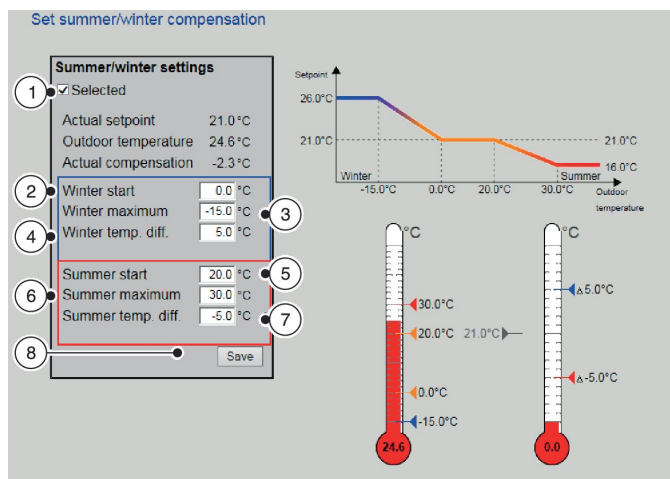 Set summer/winter compensation
Summer/winter settings
1
Selected
Actual setpoint 21.0 °C
Outdoor temperature 24.6 °C
Actual compensation -2.3 °C
2 Winter start 0.0 °C
Winter maximum -15.0 °C 3
4 Winter temp. diff. 5.0 °C
Summer start 20.0 °C 5
6 Summer maximum 30.0 °C
Summer temp. diff. -5.0 °C 7
8 Save
Setpoint
26.0°C
21.0°C 21.0°C
16.0°C
Winter Summer
-15.0°C 0.0°C 20.0°C 30.0°C Outdoor
temperature
°C °C
Δ5.0°C
30.0°C
20.0°C 21.0°C
Δ-5.0°C
0.0°C
-15.0°C
24.6 0.0